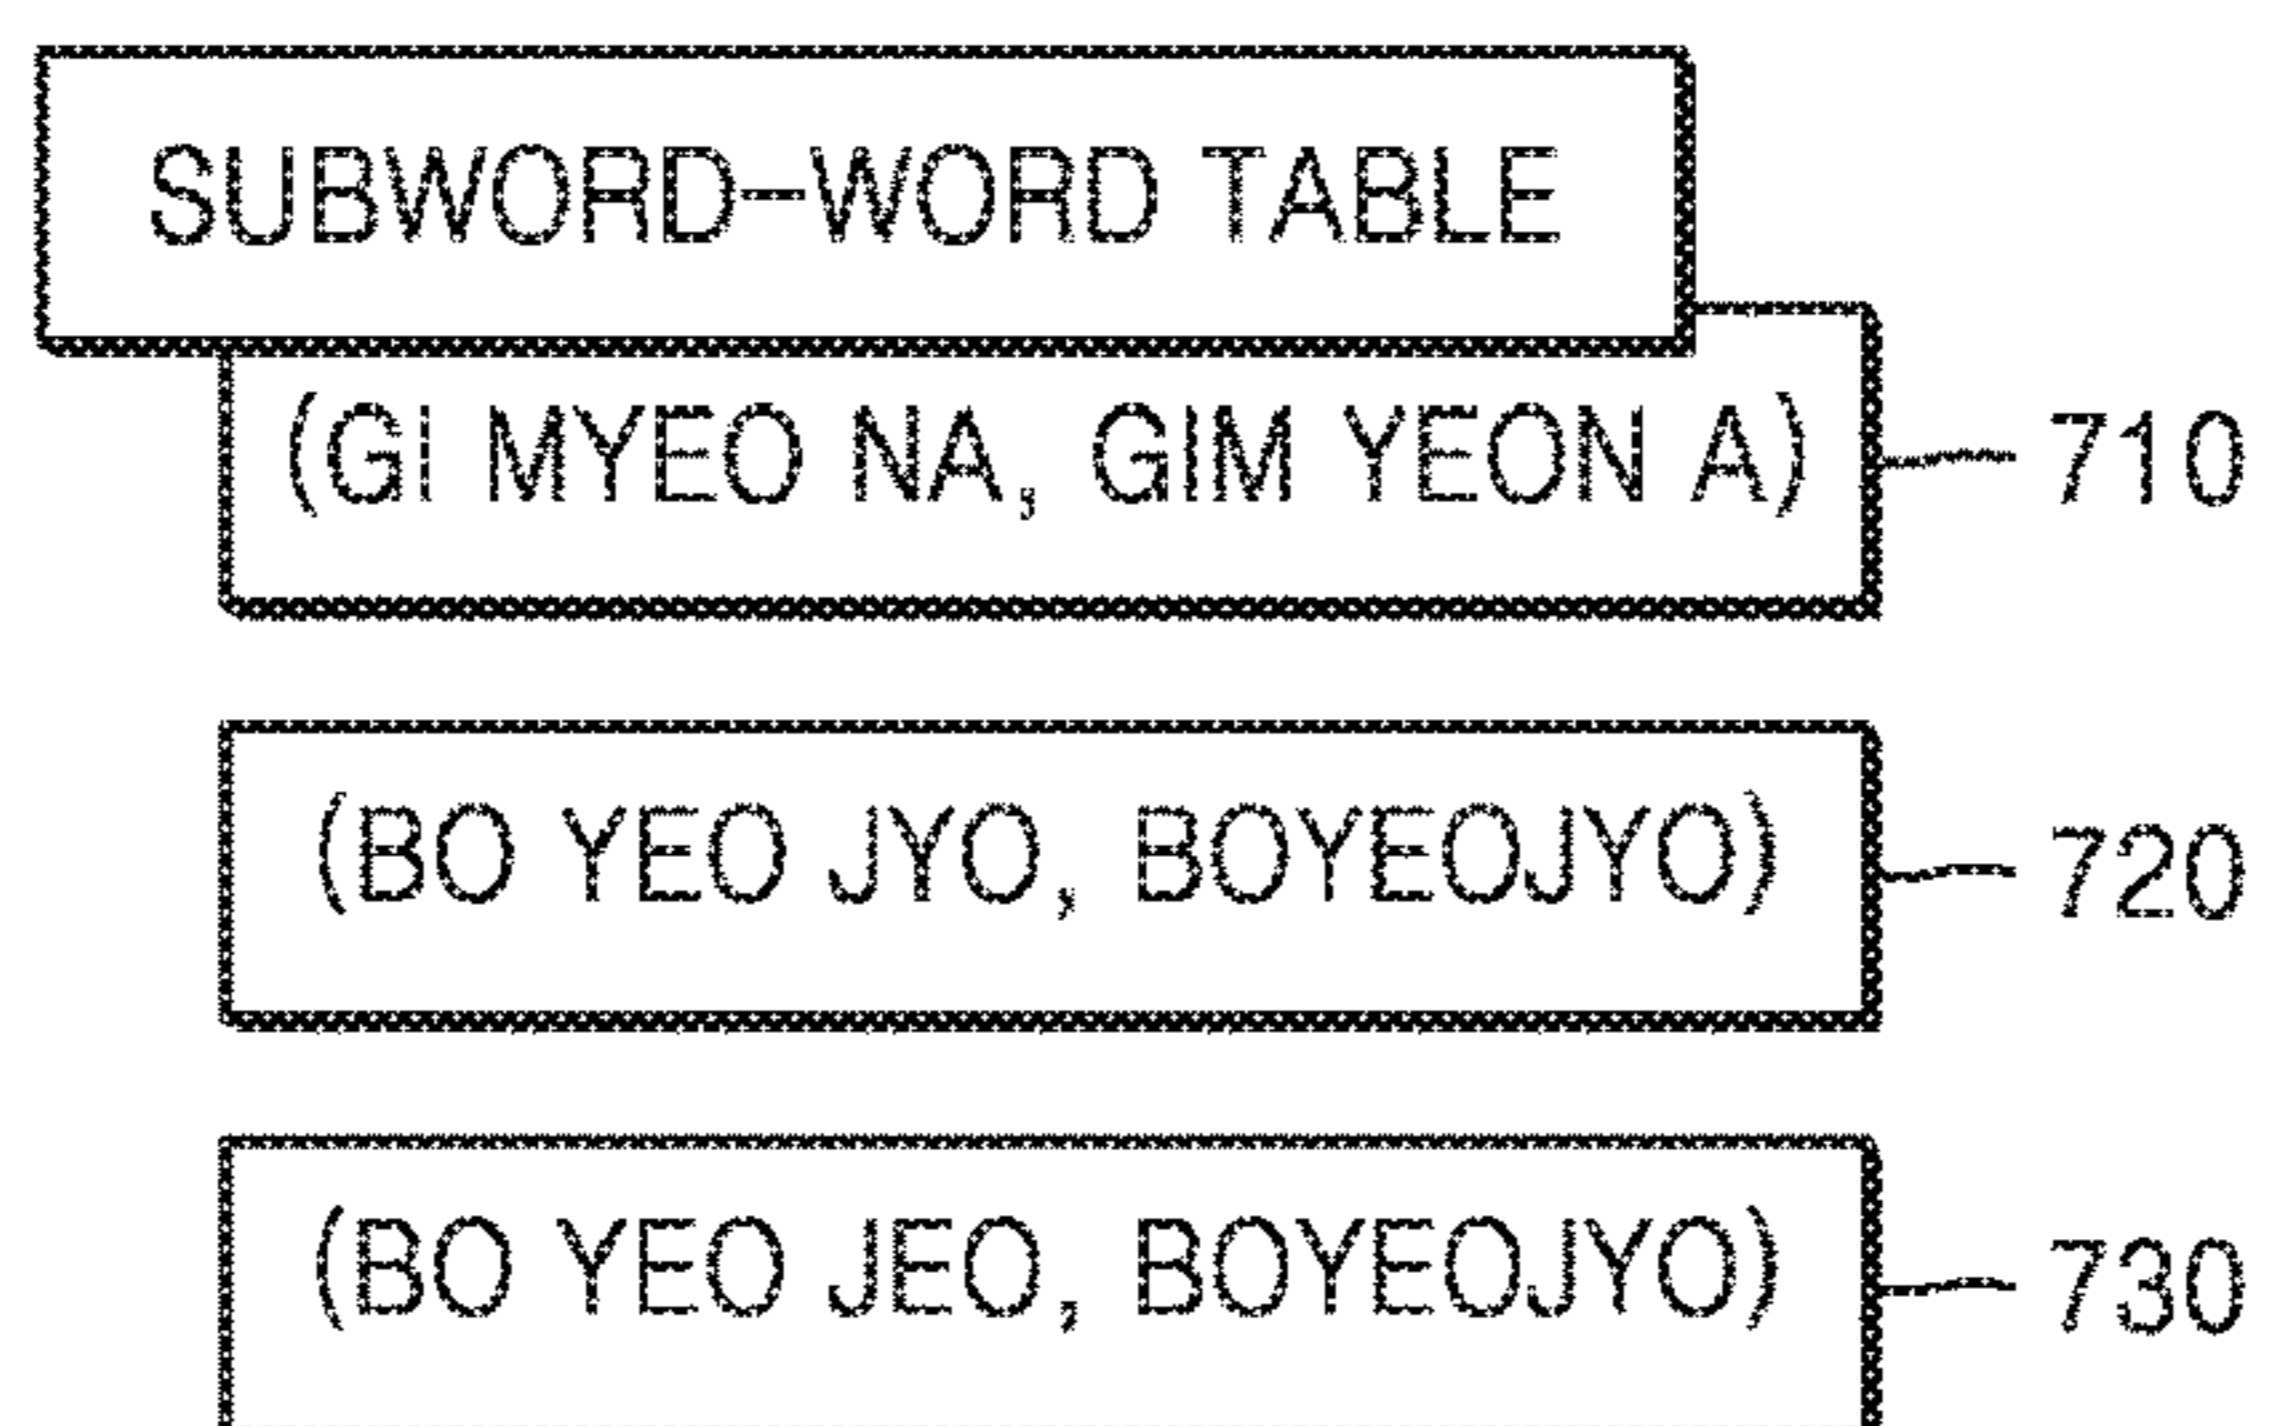 SUBWORD-WORD TABLE
(GI MYEO NA, GIM YEON A) 710
(BO YEO JYO, BOYEOJYO) 720
(BO YEO JEO, BOYEOJYO) 730